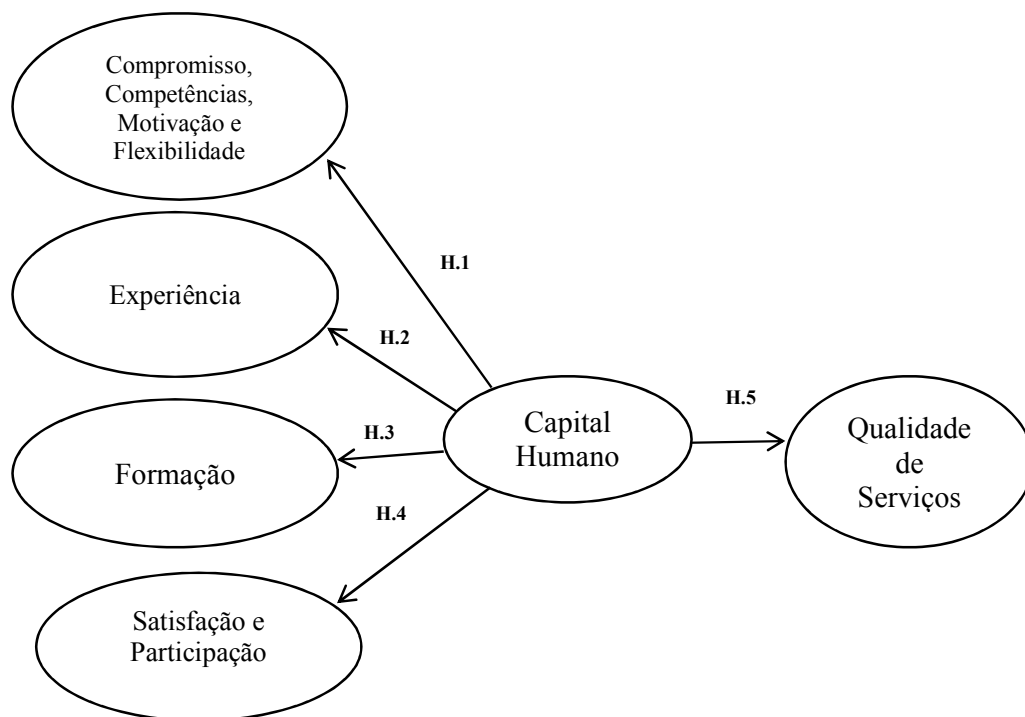 Compromisso,
Competências,
Motivação e
Flexibilidade
H.1
Experiência
H.2
Capital
Humano
H.5
Qualidade
de
Serviços
H.3
Formação
H.4
Satisfação e
Participação